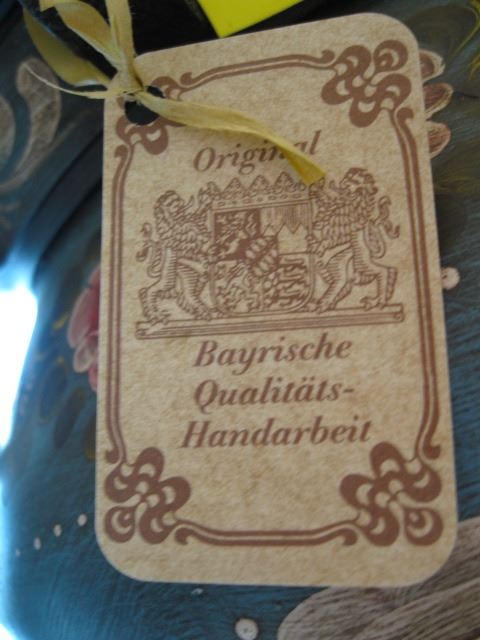 Original
Bayrische
Qualitäts-
Handarbeit